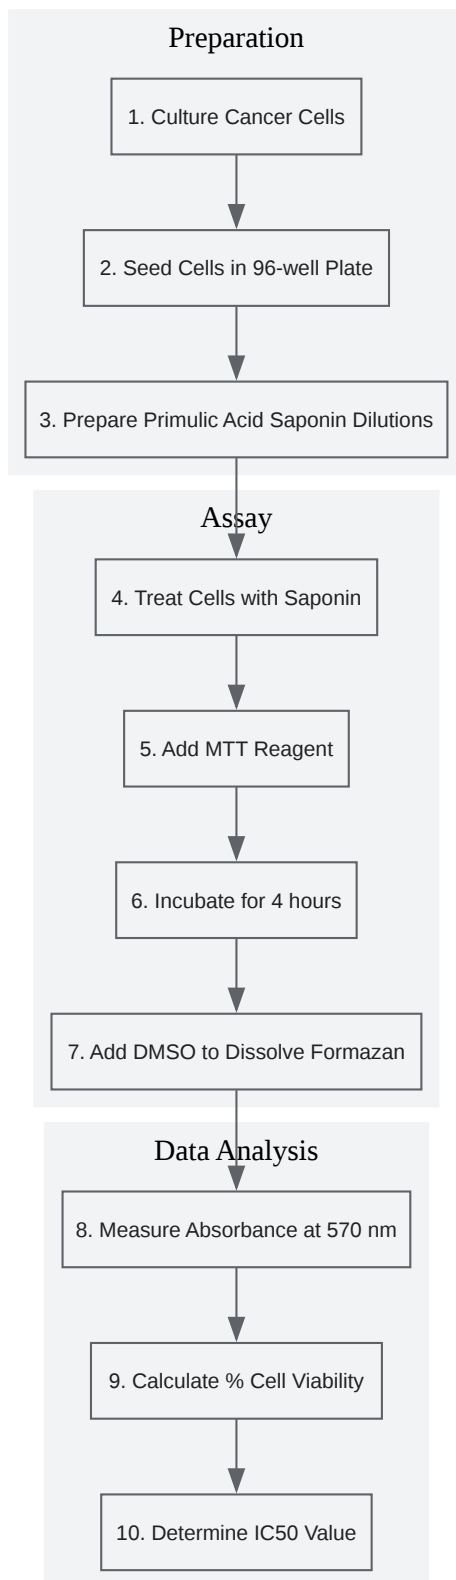 Preparation
1. Culture Cancer Cells
2. Seed Cells in 96-well Plate
3. Prepare Primulic Acid Saponin Dilutions
Assay
4. Treat Cells with Saponin
5. Add MTT Reagent
6. Incubate for 4 hours
7. Add DMSO to Dissolve Formazan
Data Analysis
8. Measure Absorbance at 570 nm
9. Calculate % Cell Viability
10. Determine IC50 Value